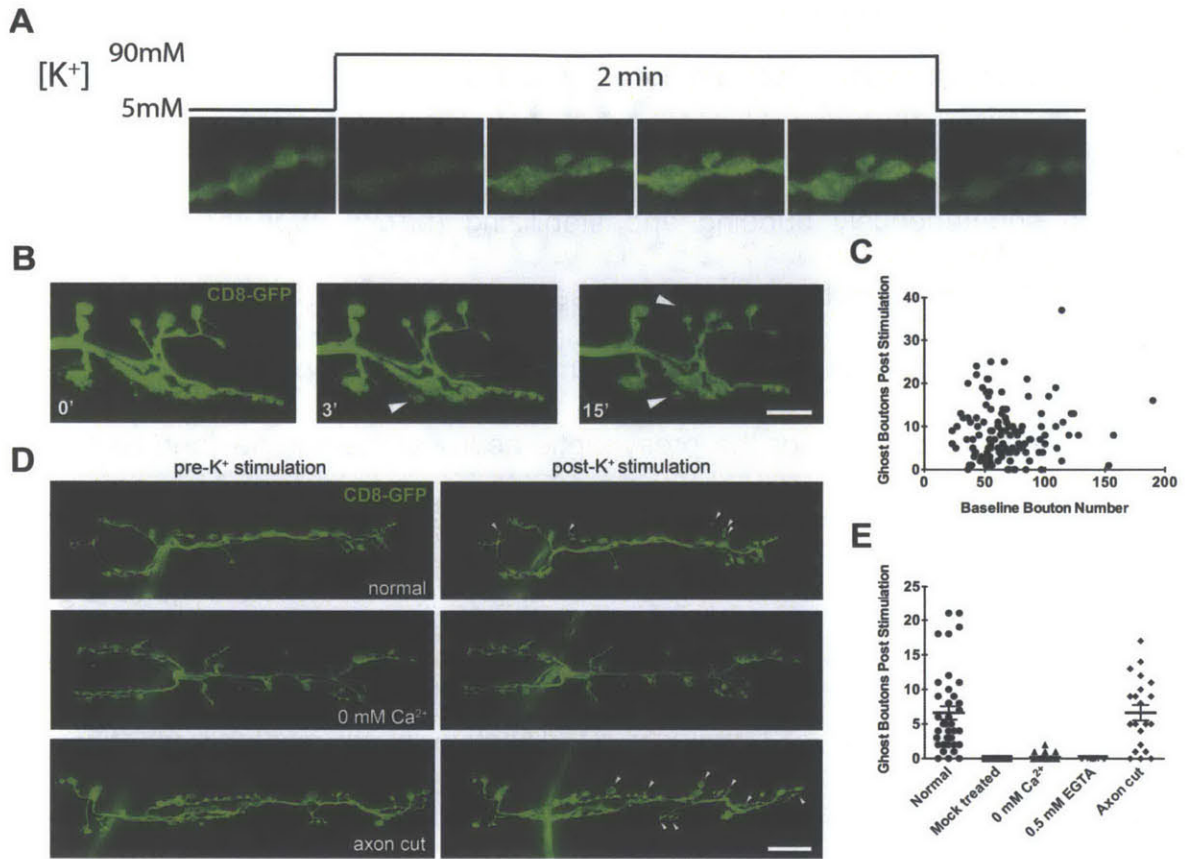 A
[K+]
90mM
5mM
2 min
B
CD8-GFP
0'
3'
15'
C
Ghost Boutons Post Stimulation
40
30
20
10
0
0
50
100
150
200
Baseline Bouton Number
D
pre-K+ stimulation
post-K+ stimulation
CD8-GFP
normal
0 mM Ca2+
axon cut
E
Ghost Boutons Post Stimulation
25
20
15
10
5
0
Normal
Mock treated
0 mM Ca2+
0.5 mM EGTA
Axon cut